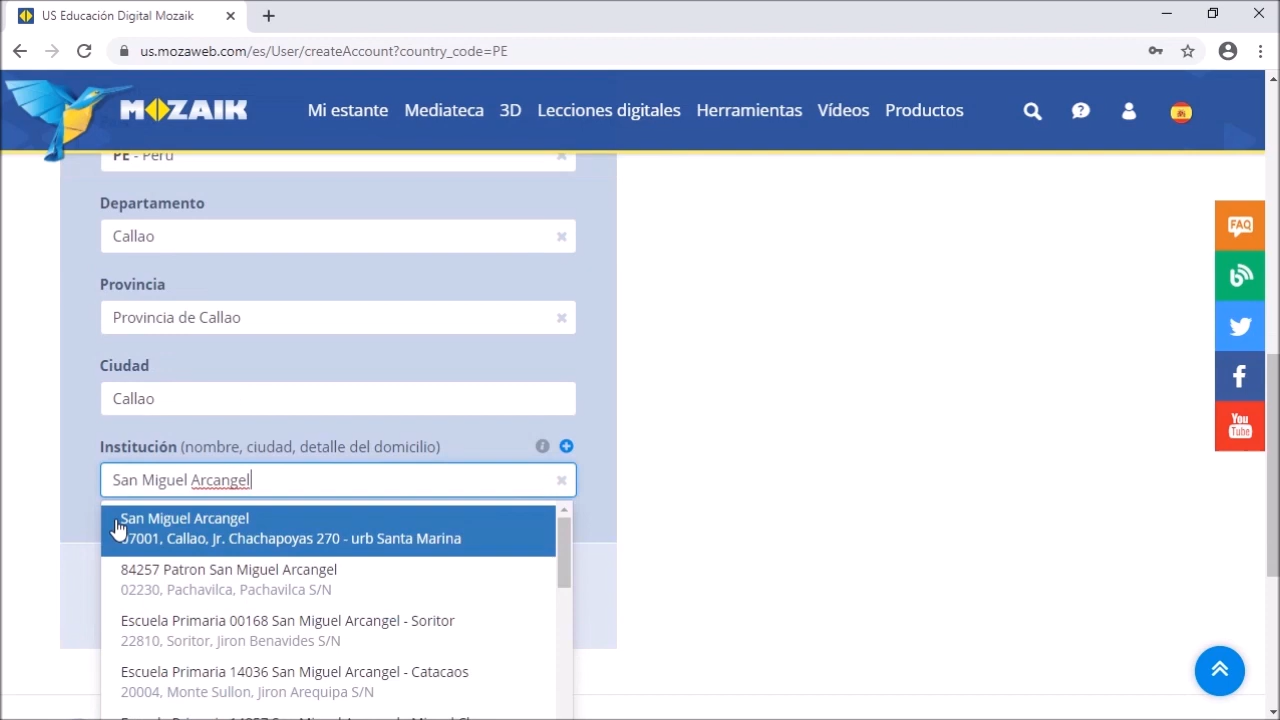 US Educación Digital Mozaik
us.mozaweb.com/es/User/createAccount?country_code=PE
MOZAIK
Mi estante Mediateca 3D Lecciones digitales Herramientas Vídeos Productos
PE - Perú
Departamento
Callao
Provincia
Provincia de Callao
Ciudad
Callao
Institución (nombre, ciudad, detalle del domicilio)
San Miguel Arcangel
San Miguel Arcangel
07001, Callao, Jr. Chachapoyas 270 - urb Santa Marina
84257 Patron San Miguel Arcangel
02230, Pachavilca, Pachavilca S/N
Escuela Primaria 00168 San Miguel Arcangel - Soritor
22810, Soritor, Jiron Benavides S/N
Escuela Primaria 14036 San Miguel Arcangel - Catacaos
20004, Monte Sullon, Jiron Arequipa S/N
FAQ
You
Tube